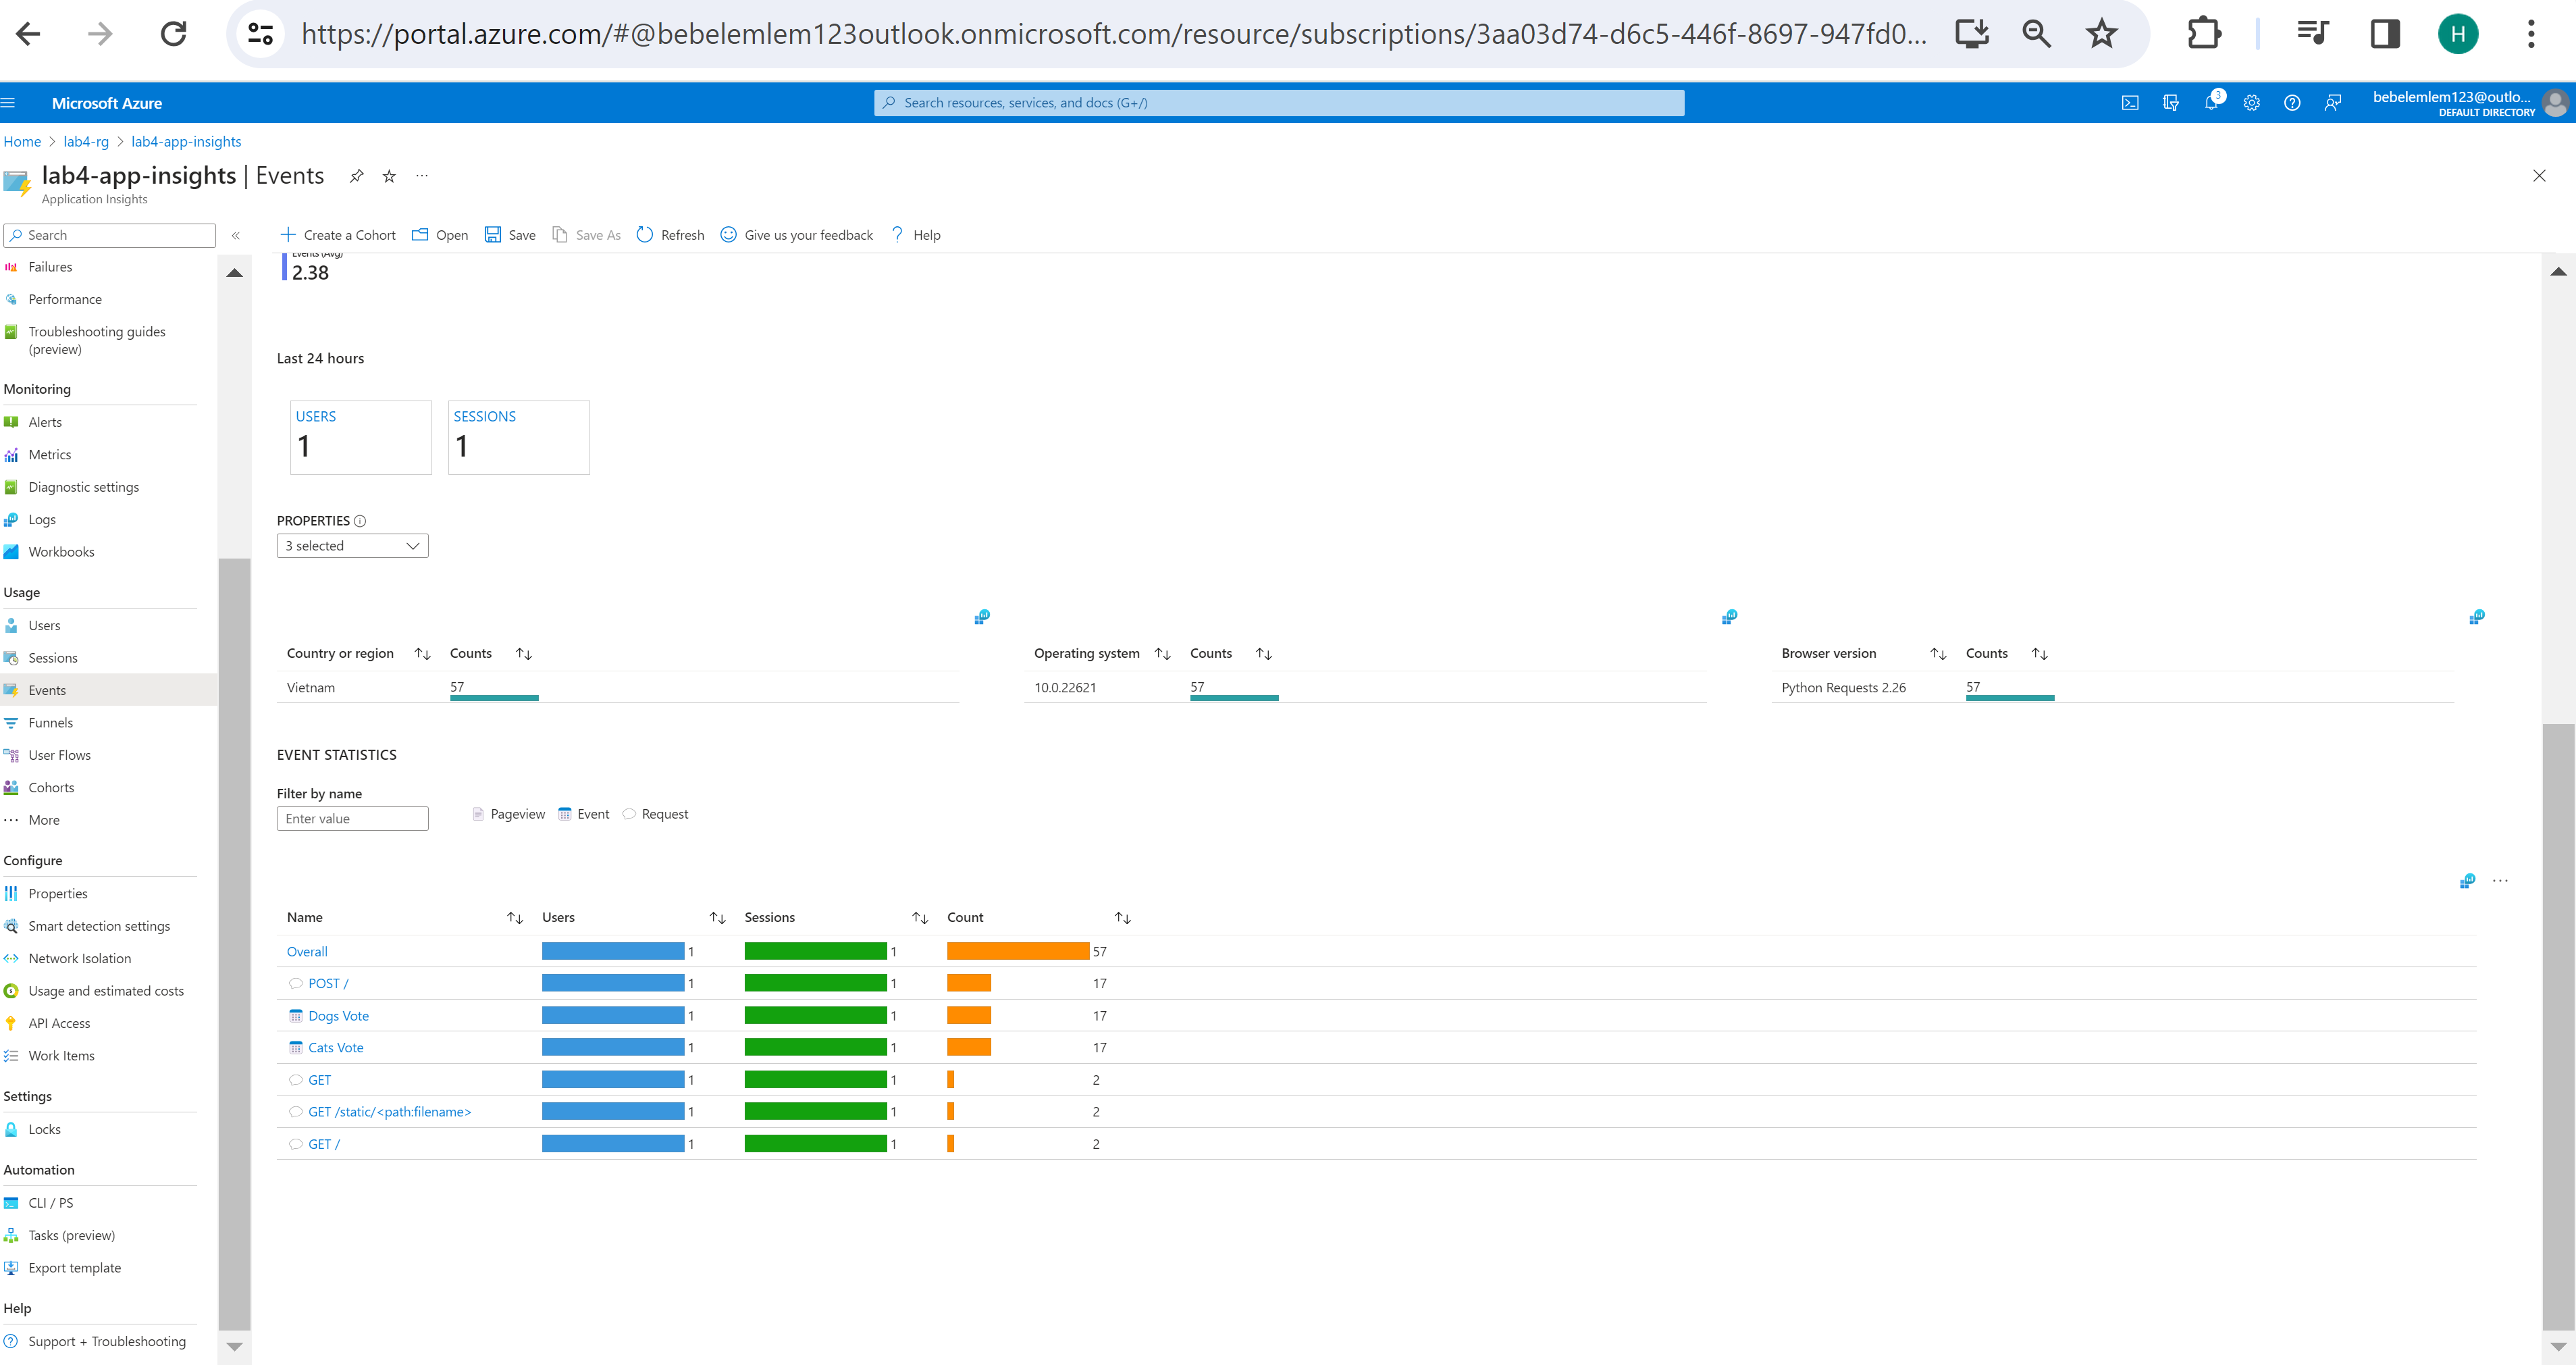 https://portal.azure.com/#@bebelemlem123outlook.onmicrosoft.com/resource/subscriptions/3aa03d74-d6c5-446f-8697-947fd0...
H
Microsoft Azure
Search resources, services, and docs (G+/)
3
bebelemlem123@outlo...
DEFAULT DIRECTORY
Home > lab4-rg > lab4-app-insights
lab4-app-insights | Events
Application Insights
Search
Create a Cohort Open Save Save As Refresh Give us your feedback Help
Failures
Performance
Troubleshooting guides
(preview)
Monitoring
Alerts
Metrics
Diagnostic settings
Logs
Workbooks
Usage
Users
Sessions
Events
Funnels
User Flows
Cohorts
More
Configure
Properties
Smart detection settings
Network Isolation
Usage and estimated costs
API Access
Work Items
Settings
Locks
Automation
CLI / PS
Tasks (preview)
Export template
Help
Support + Troubleshooting
Events (Avg)
2.38
Last 24 hours
USERS
1
SESSIONS
1
PROPERTIES
3 selected
Country or region Counts
Vietnam 57
Operating system Counts
10.0.22621 57
Browser version Counts
Python Requests 2.26 57
EVENT STATISTICS
Filter by name
Enter value
Pageview Event Request
Name Users Sessions Count
Overall 1 1 57
POST / 1 1 17
Dogs Vote 1 1 17
Cats Vote 1 1 17
GET 1 1 2
GET /static/<path:filename> 1 1 2
GET / 1 1 2